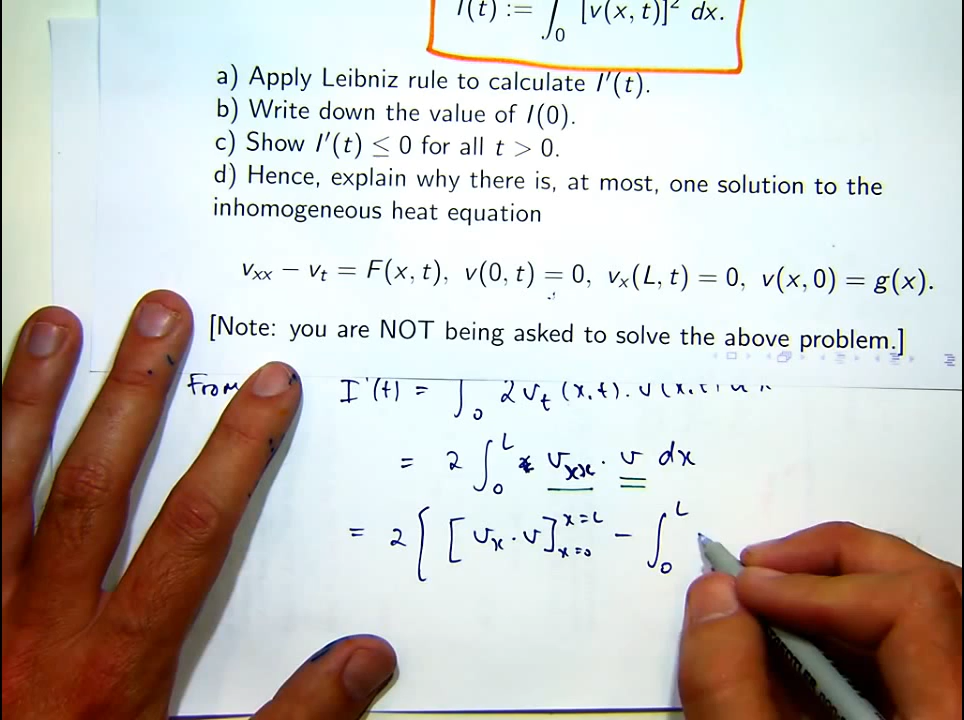 I(t) := ∫₀ [v(x, t)]² dx.
a) Apply Leibniz rule to calculate I′(t).
b) Write down the value of I(0).
c) Show I′(t) ≤ 0 for all t > 0.
d) Hence, explain why there is, at most, one solution to the
inhomogeneous heat equation
vₓₓ − vₜ = F(x, t), v(0, t) = 0, vₓ(L, t) = 0, v(x, 0) = g(x).
[Note: you are NOT being asked to solve the above problem.]
From I'(t) = ∫₀ 2vₜ(x,t).v(x,t)
= 2 ∫₀ᴸ vₓₓ . v dx
= 2 { [vₓ . v]ₓ₌₀ˣ⁼ᴸ − ∫₀ᴸ